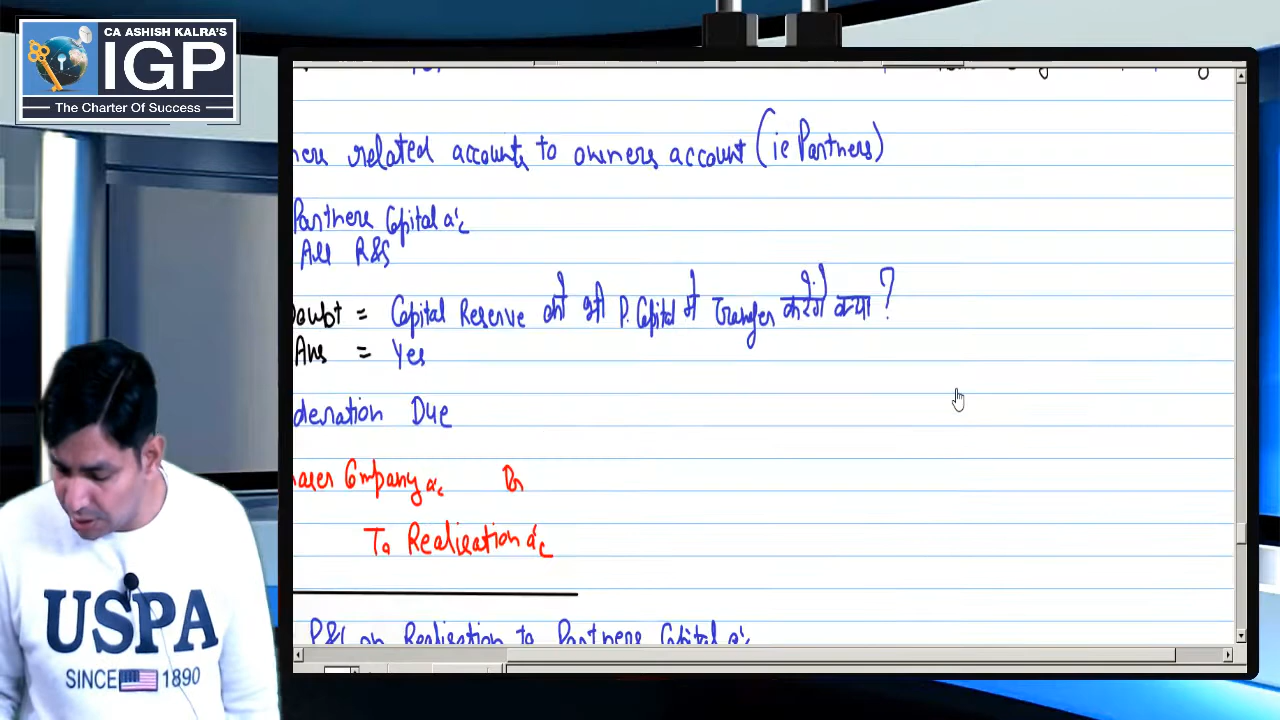 CA ASHISH KALRA'S
IGP
The Charter Of Success
related accounts to owners account (ie Partners)
Partners Capital a/c
All R&S
Doubt = Capital Reserve को भी P. Capital में Transfer करेंगे क्या ?
Ans = Yes
deration Due
haser Company a/c Dr
To Realisation a/c
P&L on Realisation to Partners Capital a/c
USPA
SINCE 1890